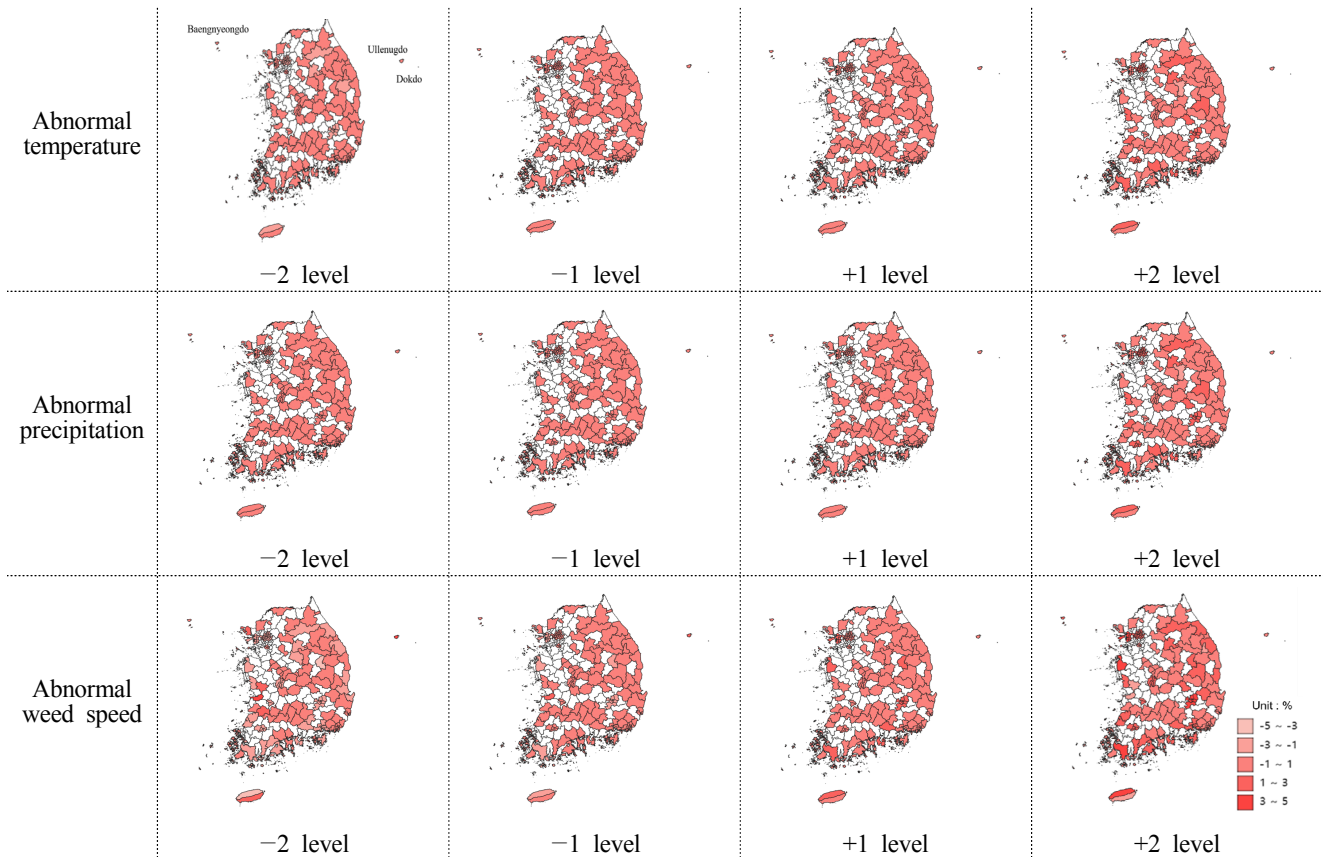 Baengnyeongdo
Ullenugdo
Dokdo
Abnormal
temperature
−2 level
−1 level
+1 level
+2 level
Abnormal
precipitation
−2 level
−1 level
+1 level
+2 level
Abnormal
weed speed
Unit : %
-5 ~ -3
-3 ~ -1
-1 ~ 1
1 ~ 3
3 ~ 5
−2 level
−1 level
+1 level
+2 level